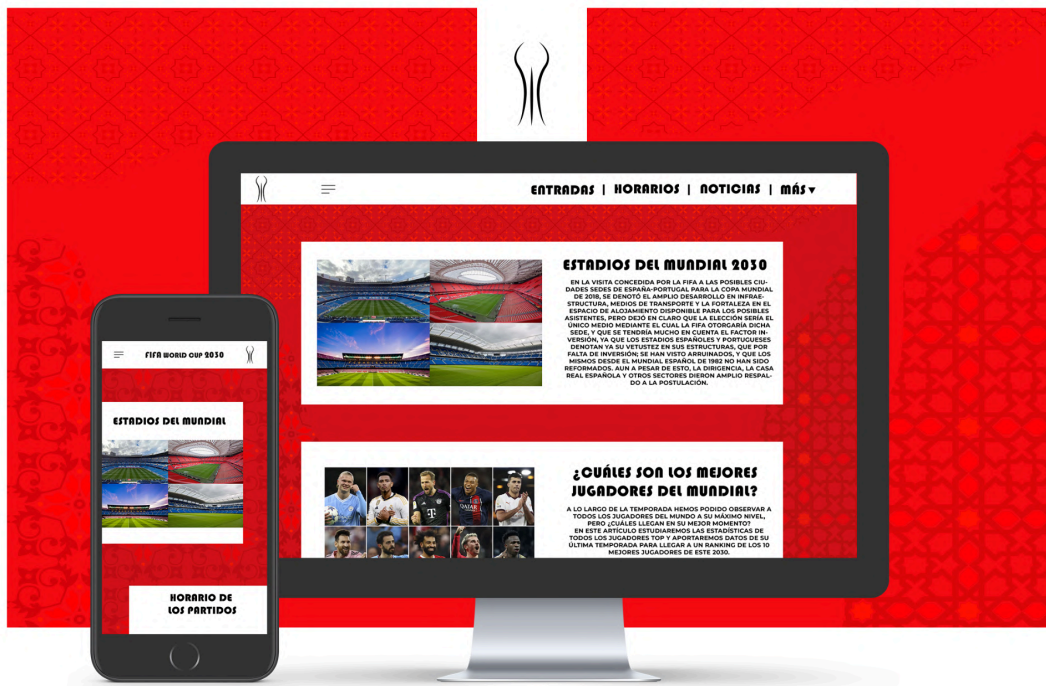 ENTRADAS | HORARIOS | NOTICIAS | MÁS ▾
ESTADIOS DEL MUNDIAL 2030
EN LA VISITA CONCEDIDA POR LA FIFA A LAS POSIBLES CIU-
DADES SEDES DE ESPAÑA-PORTUGAL PARA LA COPA MUNDIAL
DE 2018, SE DENOTÓ EL AMPLIO DESARROLLO EN INFRAE-
STRUCTURA, MEDIOS DE TRANSPORTE Y LA FORTALEZA EN EL
ESPACIO DE ALOJAMIENTO DISPONIBLE PARA LOS POSIBLES
ASISTENTES, PERO DEJÓ EN CLARO QUE LA ELECCIÓN SERÍA EL
ÚNICO MEDIO MEDIANTE EL CUAL LA FIFA OTORGARÍA DICHA
SEDE, Y QUE SE TENDRÍA MUCHO EN CUENTA EL FACTOR IN-
VERSIÓN, YA QUE LOS ESTADIOS ESPAÑOLES Y PORTUGUESES
DENOTAN YA SU VETUSTEZ EN SUS ESTRUCTURAS, QUE POR
FALTA DE INVERSIÓN; SE HAN VISTO ARRUINADOS, Y QUE LOS
MISMOS DESDE EL MUNDIAL ESPAÑOL DE 1982 NO HAN SIDO
REFORMADOS. AUN A PESAR DE ESTO, LA DIRIGENCIA, LA CASA
REAL ESPAÑOLA Y OTROS SECTORES DIERON AMPLIO RESPAL-
DO A LA POSTULACIÓN.
¿CUÁLES SON LOS MEJORES
JUGADORES DEL MUNDIAL?
A LO LARGO DE LA TEMPORADA HEMOS PODIDO OBSERVAR A
TODOS LOS JUGADORES DEL MUNDO A SU MÁXIMO NIVEL,
PERO ¿CUÁLES LLEGAN EN SU MEJOR MOMENTO?
EN ESTE ARTÍCULO ESTUDIAREMOS LAS ESTADÍSTICAS DE
TODOS LOS JUGADORES TOP Y APORTAREMOS DATOS DE SU
ÚLTIMA TEMPORADA PARA LLEGAR A UN RANKING DE LOS 10
MEJORES JUGADORES DE ESTE 2030.
FIFA WORLD CUP 2030
ESTADIOS DEL MUNDIAL
HORARIO DE
LOS PARTIDOS